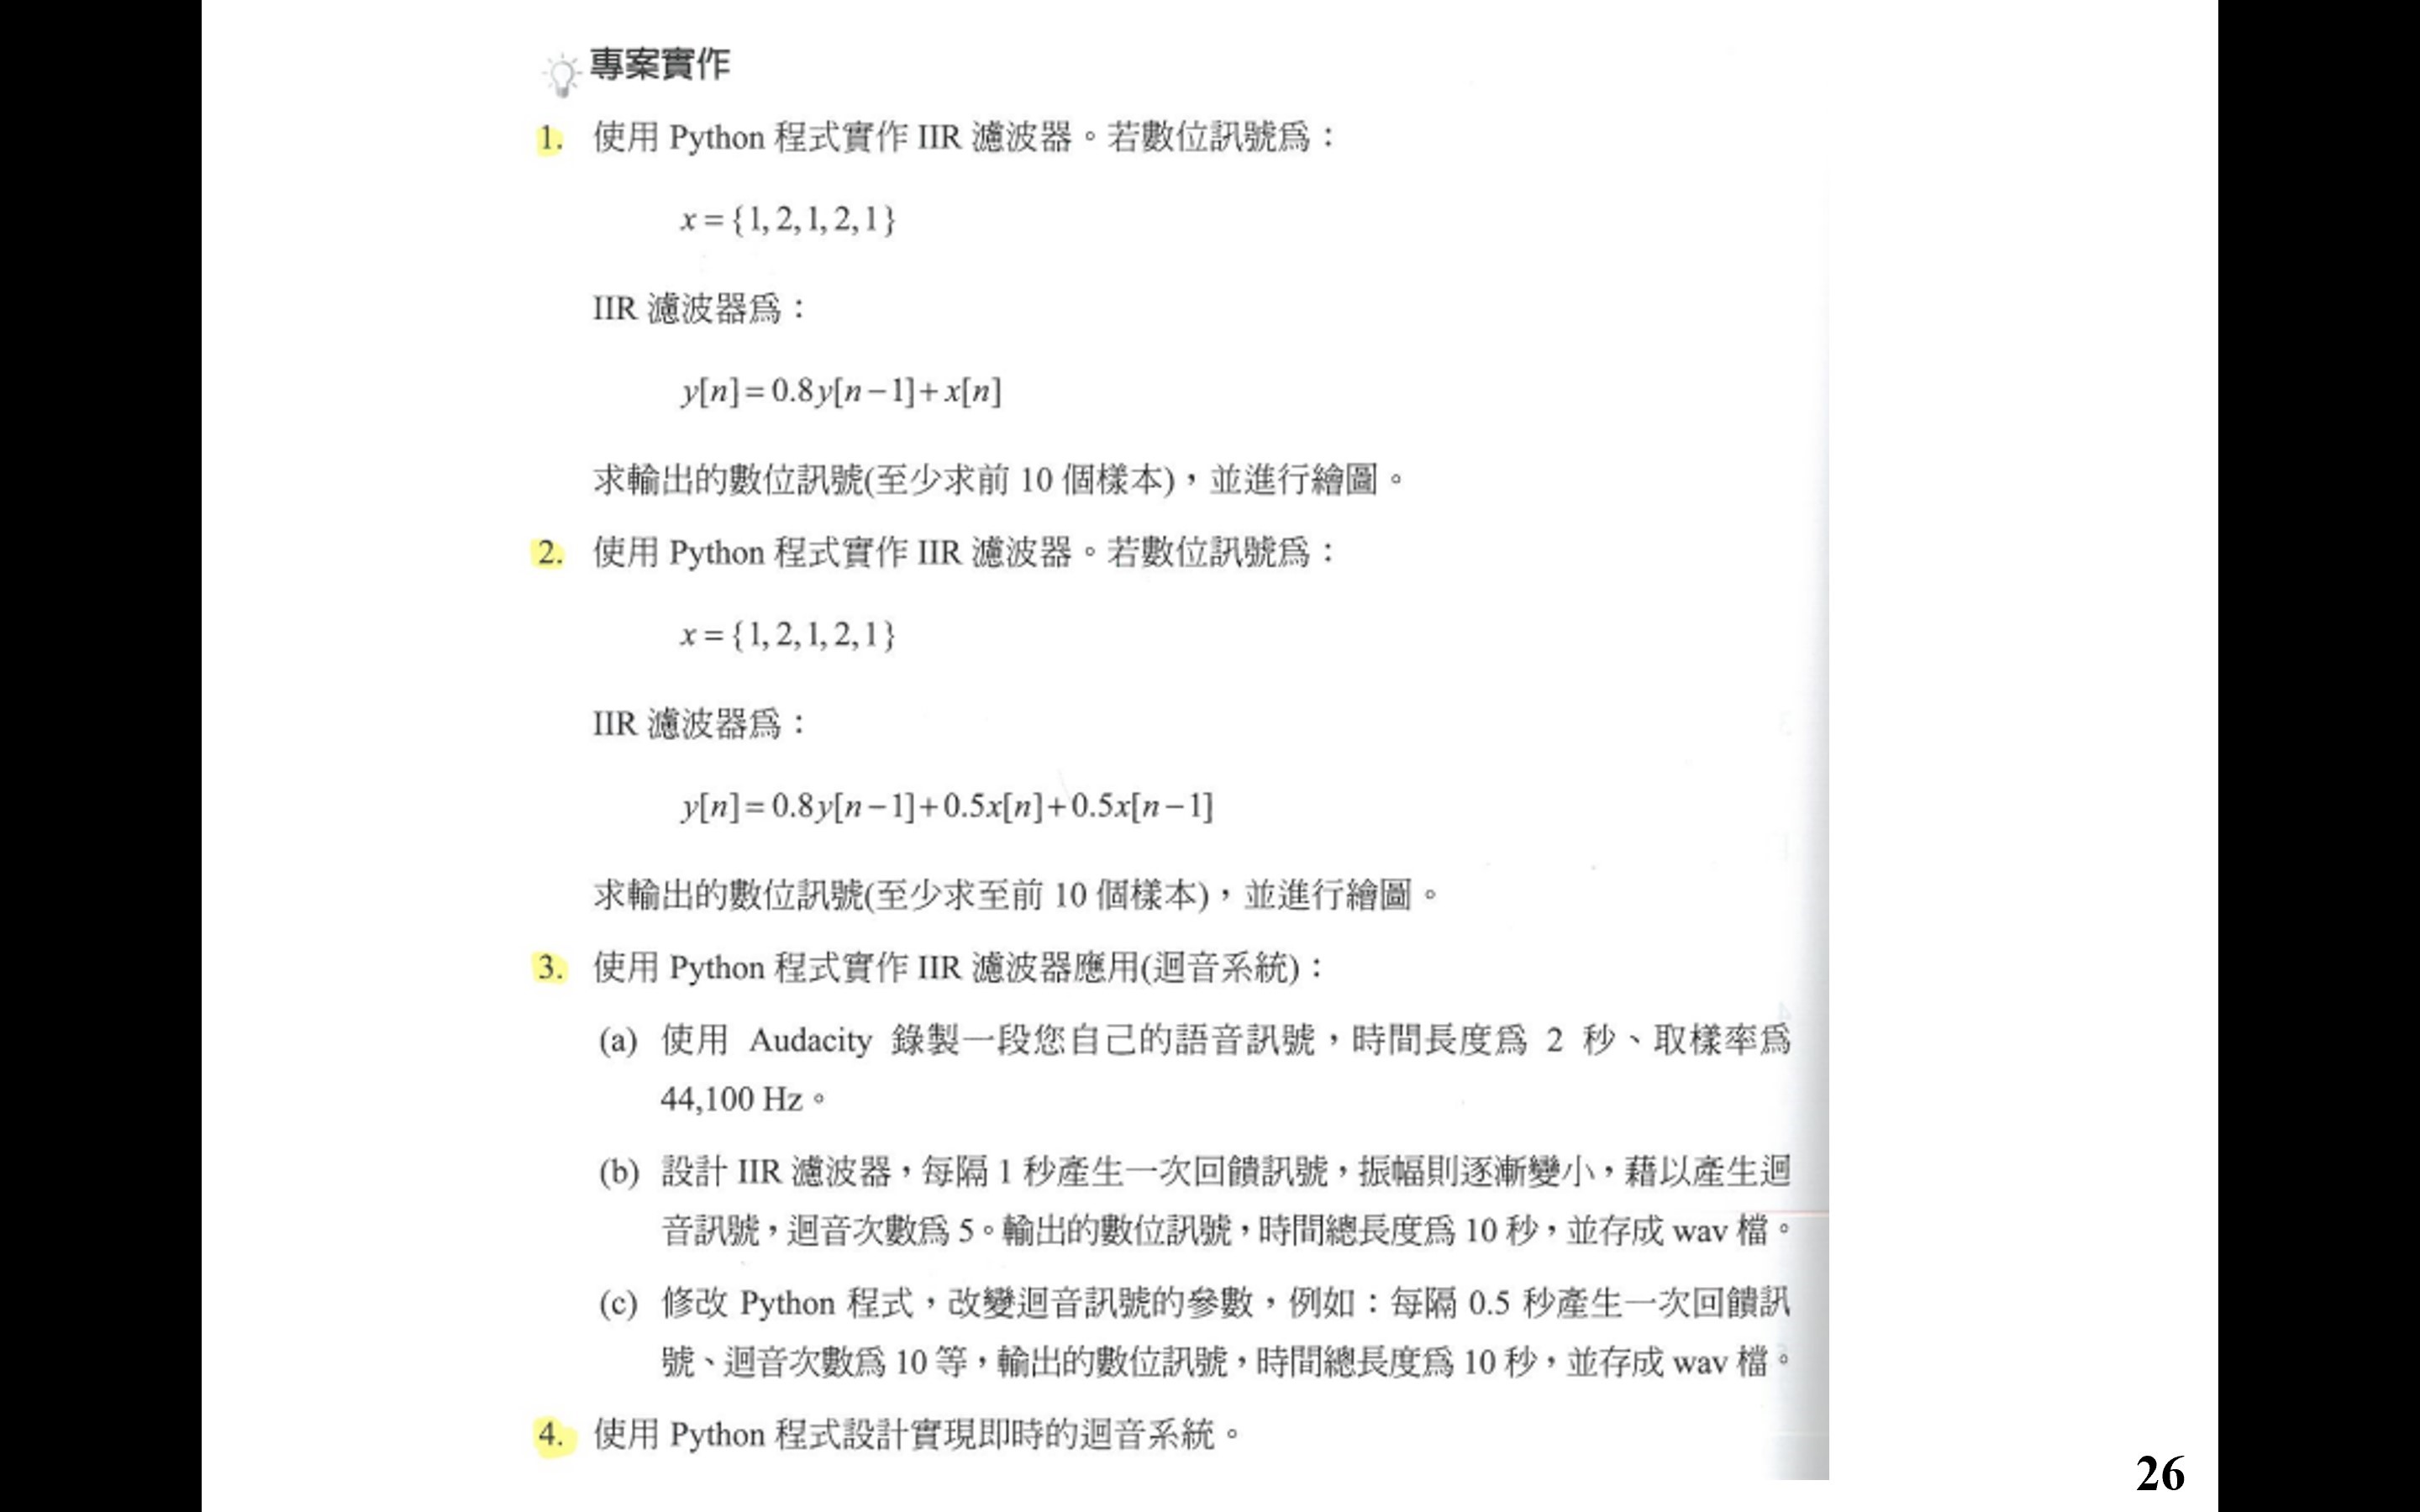 專案實作
1. 使用 Python 程式實作 IIR 濾波器。若數位訊號爲：
x = {1, 2, 1, 2, 1}
IIR 濾波器爲：
y[n] = 0.8y[n−1]+ x[n]
求輸出的數位訊號(至少求前 10 個樣本)，並進行繪圖。
2. 使用 Python 程式實作 IIR 濾波器。若數位訊號爲：
x = {1, 2, 1, 2, 1}
IIR 濾波器爲：
y[n] = 0.8y[n−1]+0.5x[n]+0.5x[n−1]
求輸出的數位訊號(至少求至前 10 個樣本)，並進行繪圖。
3. 使用 Python 程式實作 IIR 濾波器應用(迴音系統)：
(a) 使用 Audacity 錄製一段您自己的語音訊號，時間長度爲 2 秒、取樣率爲
44,100 Hz。
(b) 設計 IIR 濾波器，每隔 1 秒產生一次回饋訊號，振幅則逐漸變小，藉以產生迴
音訊號，迴音次數爲 5。輸出的數位訊號，時間總長度爲 10 秒，並存成 wav 檔。
(c) 修改 Python 程式，改變迴音訊號的參數，例如：每隔 0.5 秒產生一次回饋訊
號、迴音次數爲 10 等，輸出的數位訊號，時間總長度爲 10 秒，並存成 wav 檔。
4. 使用 Python 程式設計實現即時的迴音系統。
26